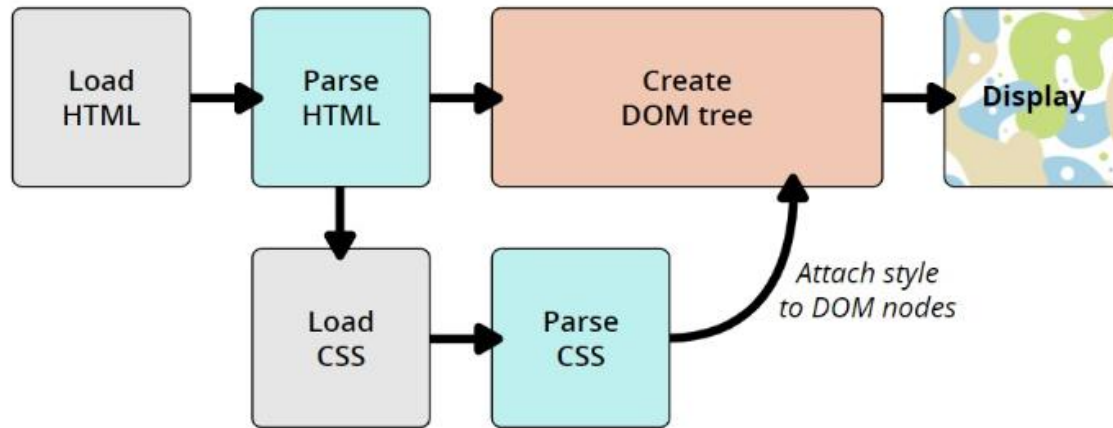 Load
HTML
Parse
HTML
Create
DOM tree
Display
Load
CSS
Parse
CSS
Attach style
to DOM nodes